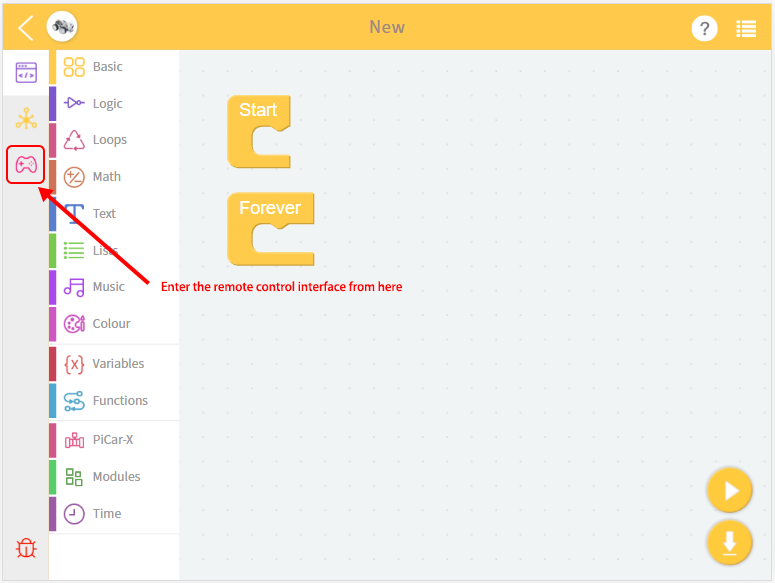 New
?
Basic
Logic
Loops
Math
Text
Lists
Music
Colour
Variables
Functions
PiCar-X
Modules
Time
Start
Forever
Enter the remote control interface from here